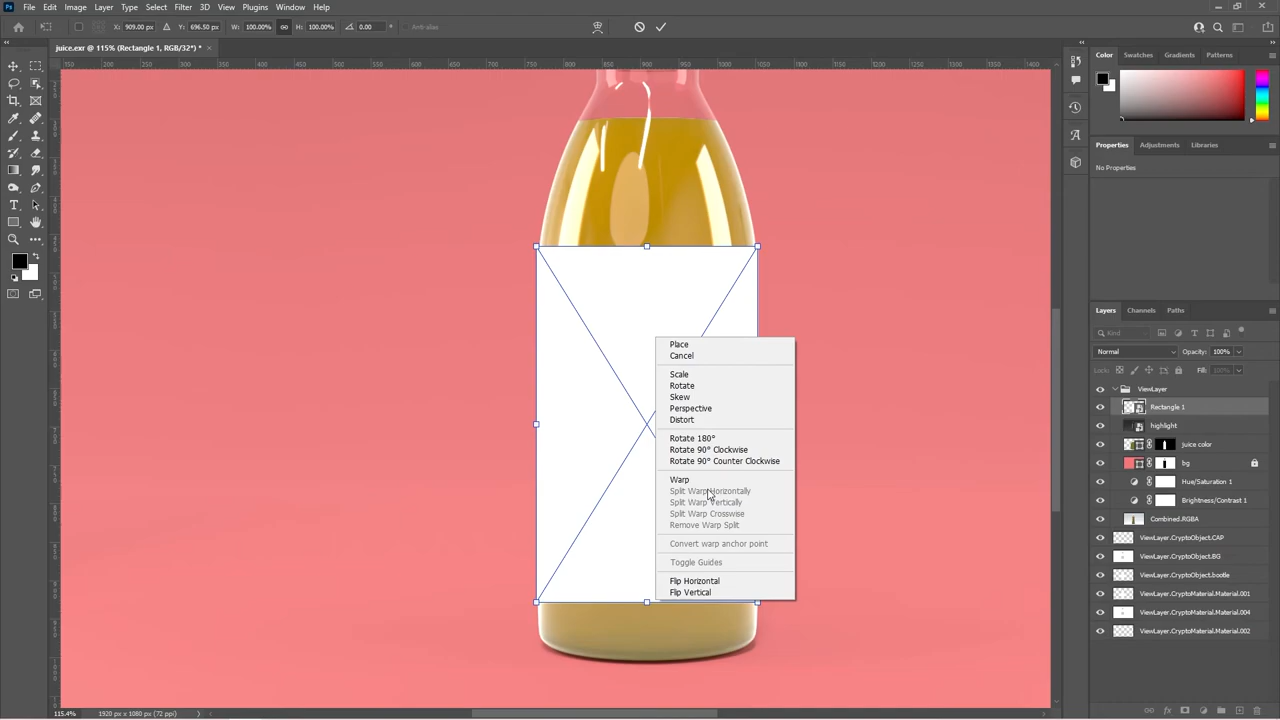 File Edit Image Layer Type Select Filter 3D View Plugins Window Help
X: 909.00 px Y: 696.50 px W: 100.00% H: 100.00% 0.00 Anti-alias
juice.exr @ 115% (Rectangle 1, RGB/32*) *
Color Swatches Gradients Patterns
Properties Adjustments Libraries
No Properties
Place
Cancel
Scale
Rotate
Skew
Perspective
Distort
Rotate 180°
Rotate 90° Clockwise
Rotate 90° Counter Clockwise
Warp
Split Warp Horizontally
Split Warp Vertically
Split Warp Crosswise
Remove Warp Split
Convert warp anchor point
Toggle Guides
Flip Horizontal
Flip Vertical
Layers Channels Paths
Kind
Normal Opacity: 100%
Lock: Fill: 100%
ViewLayer
Rectangle 1
highlight
juice color
bg
Hue/Saturation 1
Brightness/Contrast 1
Combined.RGBA
ViewLayer.CryptoObject.CAP
ViewLayer.CryptoObject.BG
ViewLayer.CryptoObject.bootle
ViewLayer.CryptoMaterial.Material.001
ViewLayer.CryptoMaterial.Material.004
ViewLayer.CryptoMaterial.Material.002
115.4% 1920 px x 1080 px (72 ppi)